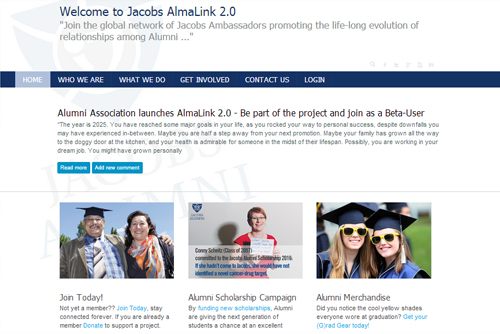 Welcome to Jacobs AlmaLink 2.0
"Join the global network of Jacobs Ambassadors promoting the life-long evolution of
relationships among Alumni ..."
HOME WHO WE ARE WHAT WE DO GET INVOLVED CONTACT US LOGIN
Alumni Association launches AlmaLink 2.0 - Be part of the project and join as a Beta-User
"The year is 2025. You have reached some major goals in your life, as you rocked your way to personal success, despite downfalls you
may have experienced in-between. Maybe you are half a step away from your next promotion. Maybe your family has grown all the way
to the doggy door at the kitchen, and your health is admirable for someone in the midst of their lifespan. Possibly, you are working in your
dream job. You might have grown personally
Read more Add new comment
JACOBS
ALUMNI
JACOBS
ALUMNI
Conny Scheitz (Class of 2007)
committed to the Jacobs Alumni Scholarship 2016:
If she hadn't come to Jacobs, she would have not
identified a novel cancer-drug target.
Join Today!
Not yet a member?? Join Today, stay
connected forever. If you are already a
member Donate to support a project.
Alumni Scholarship Campaign
By funding new scholarships, Alumni
are giving the next generation of
students a chance at an excellent
Alumni Merchandise
Did you notice the cool yellow shades
everyone wore at graduation? Get your
(G)rad Gear today!